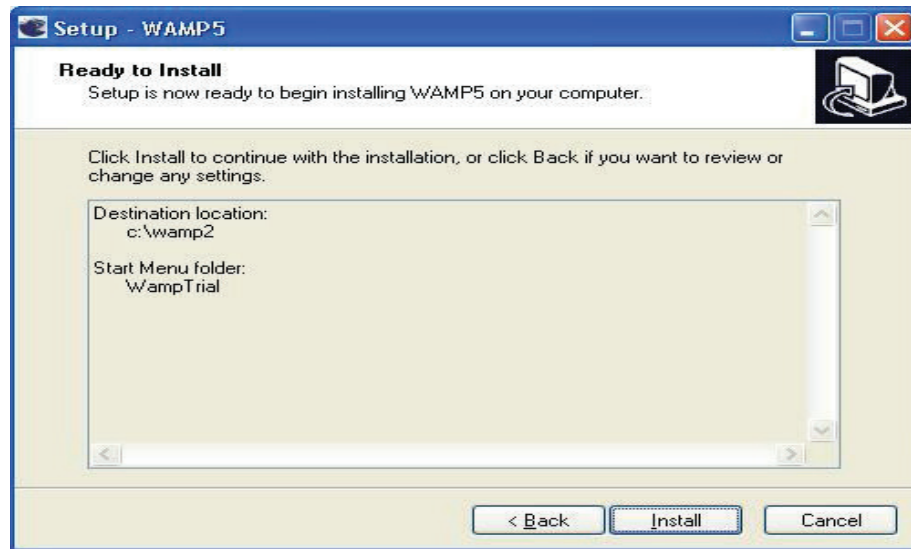 Setup - WAMP5
Ready to Install
Setup is now ready to begin installing WAMP5 on your computer.
Click Install to continue with the installation, or click Back if you want to review or
change any settings.
Destination location:
c:\wamp2
Start Menu folder:
WampTrial
< Back
Install
Cancel